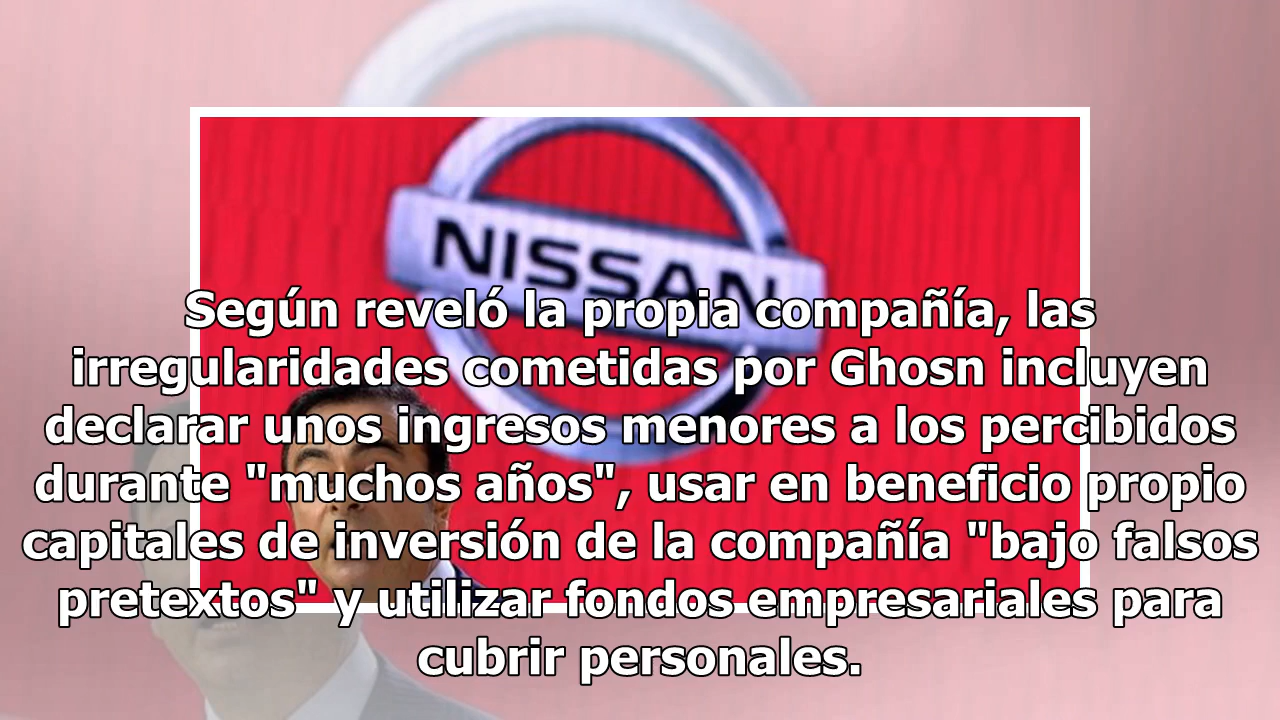 NISSAN
Según reveló la propia compañía, las
irregularidades cometidas por Ghosn incluyen
declarar unos ingresos menores a los percibidos
durante "muchos años", usar en beneficio propio
capitales de inversión de la compañía "bajo falsos
pretextos" y utilizar fondos empresariales para
cubrir personales.